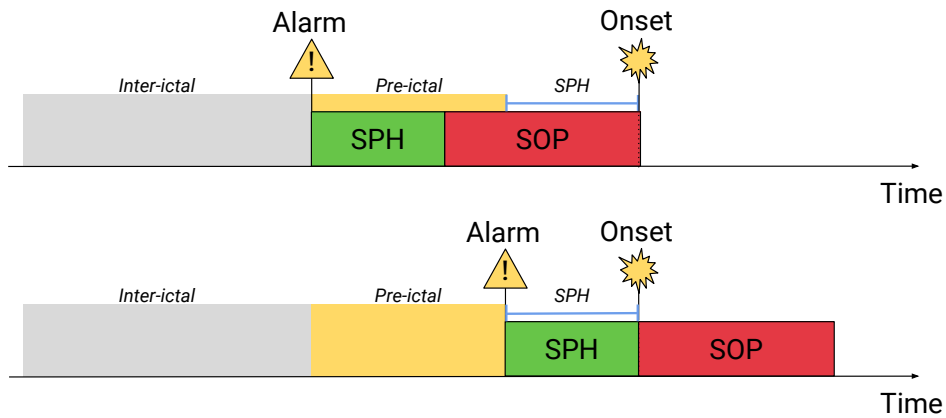 Alarm
Onset
!
Inter-ictal
Pre-ictal
SPH
SPH
SOP
Time
Alarm
Onset
!
Inter-ictal
Pre-ictal
SPH
SPH
SOP
Time